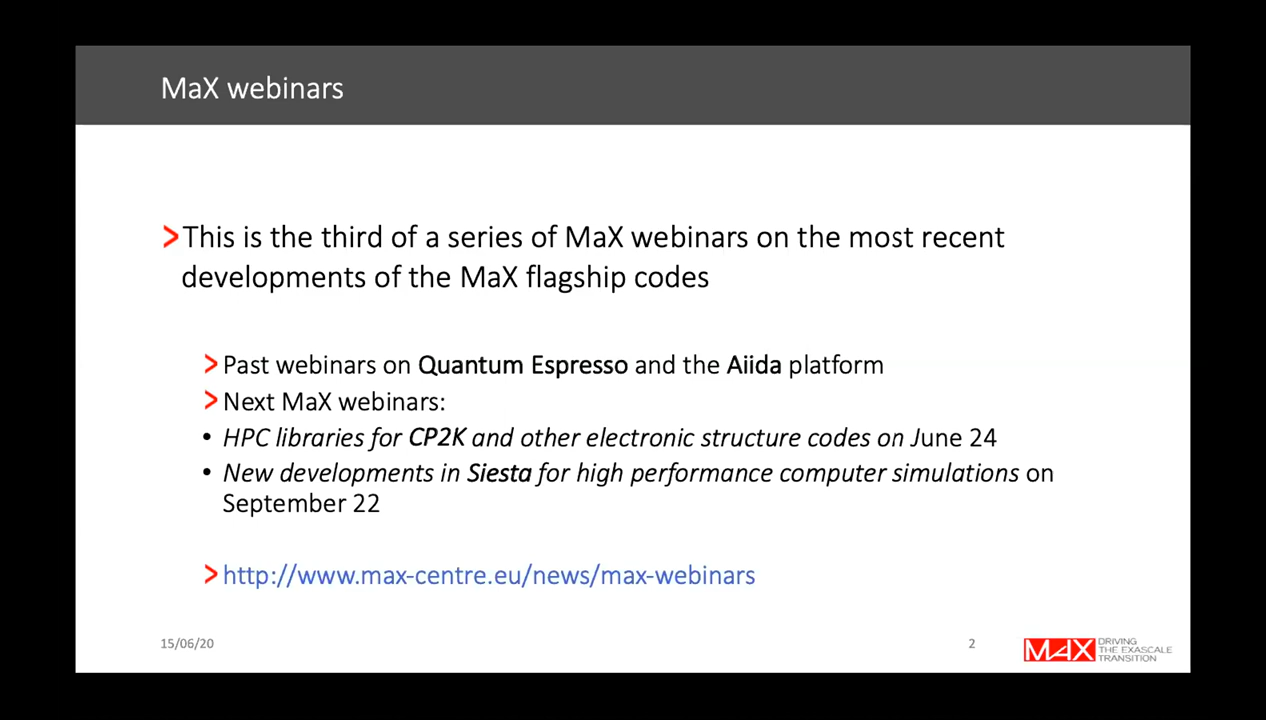 MaX webinars
>This is the third of a series of MaX webinars on the most recent
developments of the MaX flagship codes
>Past webinars on Quantum Espresso and the Aiida platform
>Next MaX webinars:
• HPC libraries for CP2K and other electronic structure codes on June 24
• New developments in Siesta for high performance computer simulations on
September 22
>http://www.max-centre.eu/news/max-webinars
15/06/20
2
MAX
DRIVING
THE EXASCALE
TRANSITION